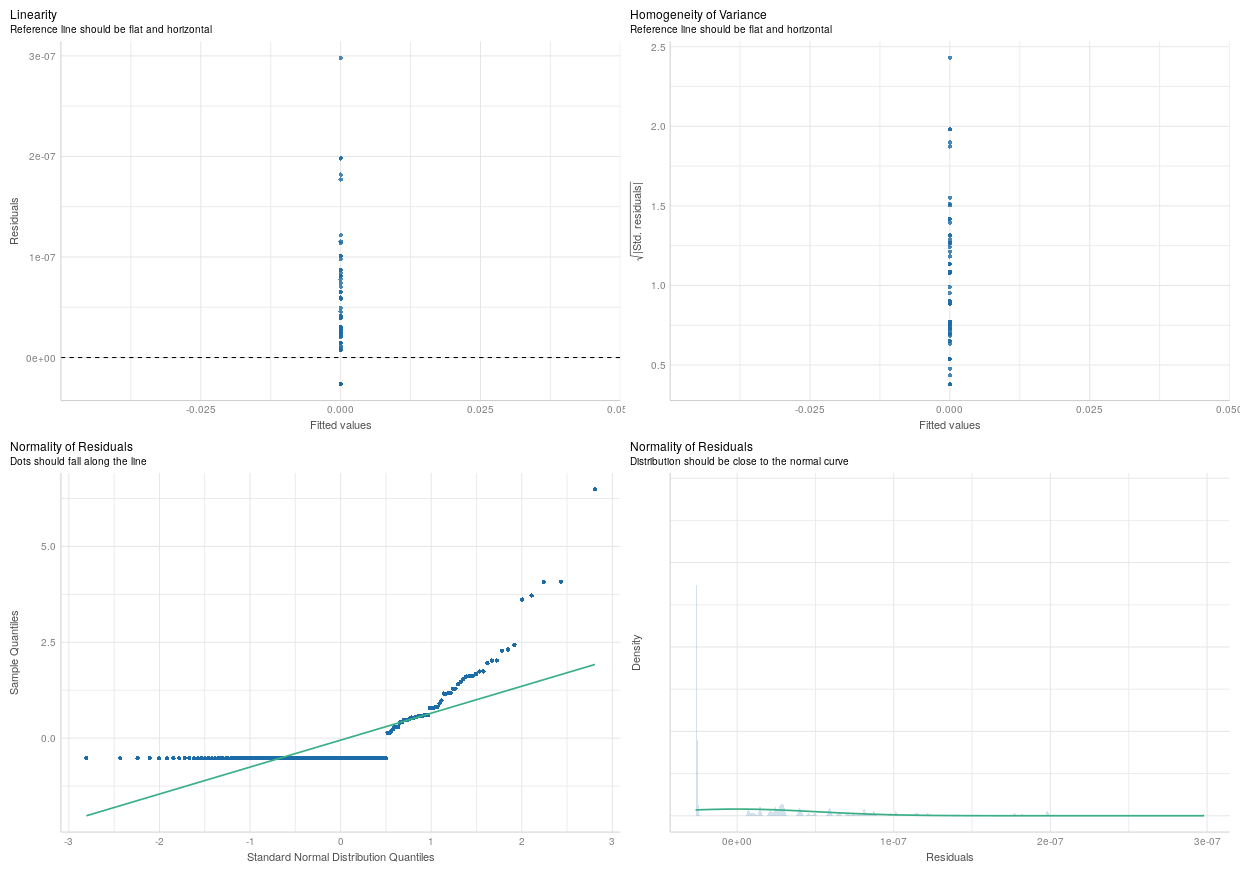 Linearity
Reference line should be flat and horizontal
3e-07
2e-07
1e-07
0e+00
Residuals
-0.025
0.000
0.025
0.05
Fitted values
Homogeneity of Variance
Reference line should be flat and horizontal
2.5
2.0
1.5
1.0
0.5
√|Std. residuals|
-0.025
0.000
0.025
0.050
Fitted values
Normality of Residuals
Dots should fall along the line
5.0
2.5
0.0
Sample Quantiles
-3
-2
-1
0
1
2
3
Standard Normal Distribution Quantiles
Normality of Residuals
Distribution should be close to the normal curve
Density
0e+00
1e-07
2e-07
3e-07
Residuals